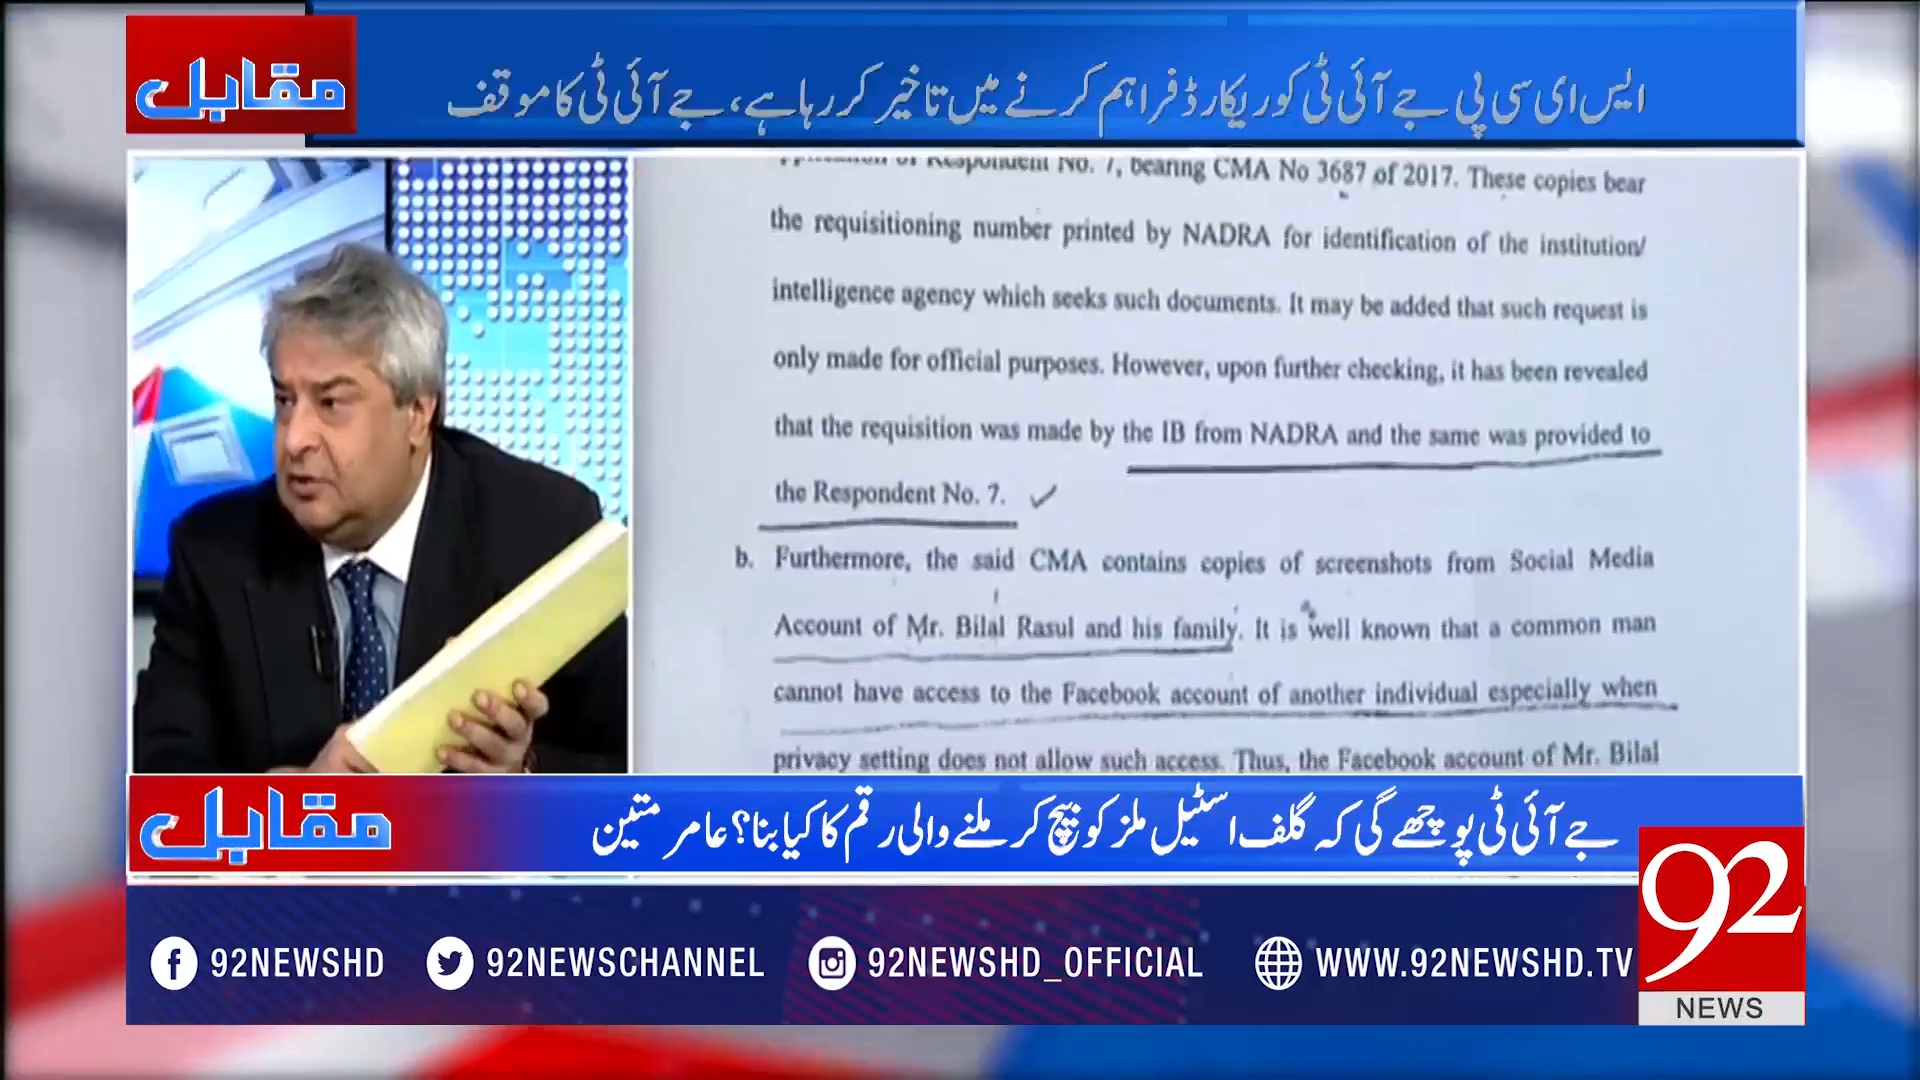 مقابل
ایس ای سی پی جے آئی ٹی کو ریکارڈ فراہم کرنے میں تاخیر کر رہا ہے، جے آئی ٹی کا موقف
application of Respondent No. 7, bearing CMA No 3687 of 2017. These copies bear
the requisitioning number printed by NADRA for identification of the institution/
intelligence agency which seeks such documents. It may be added that such request is
only made for official purposes. However, upon further checking, it has been revealed
that the requisition was made by the IB from NADRA and the same was provided to
the Respondent No. 7.
b. Furthermore, the said CMA contains copies of screenshots from Social Media
Account of Mr. Bilal Rasul and his family. It is well known that a common man
cannot have access to the Facebook account of another individual especially when
privacy setting does not allow such access. Thus, the Facebook account of Mr. Bilal
مقابل
جے آئی ٹی پوچھے گی کہ گلف اسٹیل ملز کو بیچ کر ملنے والی رقم کا کیا بنا؟ عامر متین
92NEWSHD
92NEWSCHANNEL
92NEWSHD_OFFICIAL
WWW.92NEWSHD.TV
92
NEWS